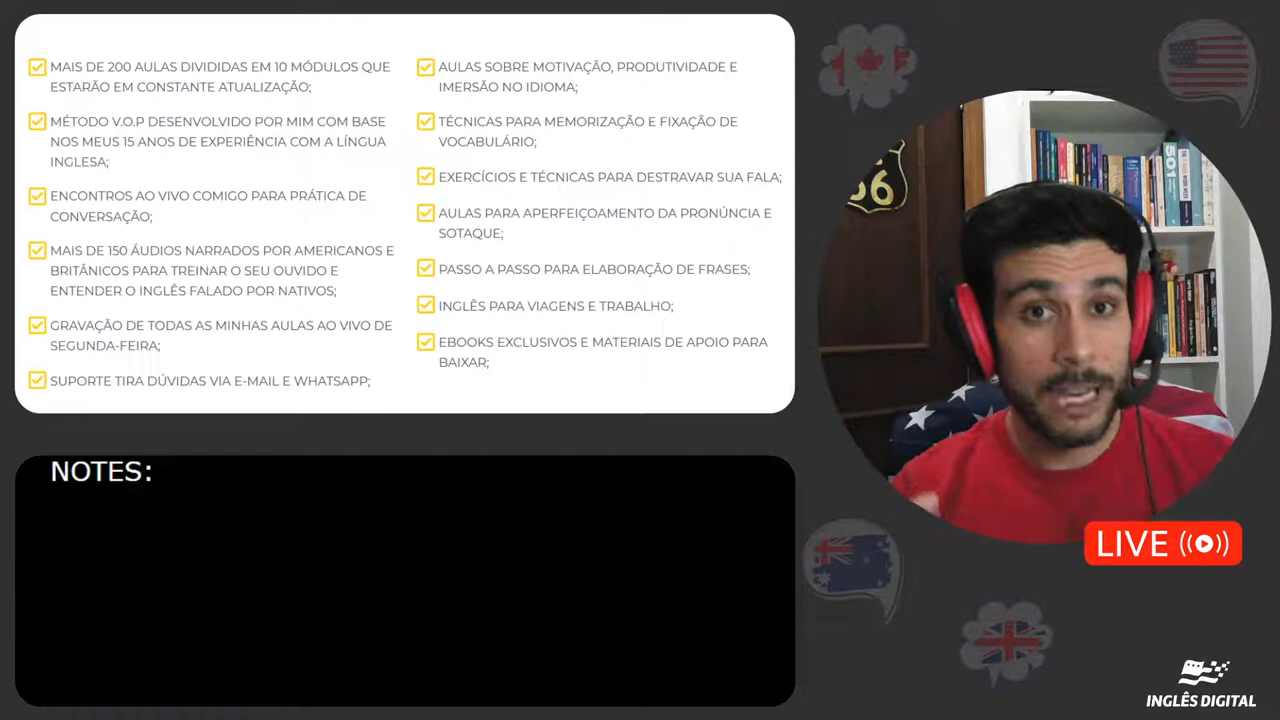 MAIS DE 200 AULAS DIVIDIDAS EM 10 MÓDULOS QUE
ESTARÃO EM CONSTANTE ATUALIZAÇÃO;
MÉTODO V.O.P DESENVOLVIDO POR MIM COM BASE
NOS MEUS 15 ANOS DE EXPERIÊNCIA COM A LÍNGUA
INGLESA;
ENCONTROS AO VIVO COMIGO PARA PRÁTICA DE
CONVERSAÇÃO;
MAIS DE 150 ÁUDIOS NARRADOS POR AMERICANOS E
BRITÂNICOS PARA TREINAR O SEU OUVIDO E
ENTENDER O INGLÊS FALADO POR NATIVOS;
GRAVAÇÃO DE TODAS AS MINHAS AULAS AO VIVO DE
SEGUNDA-FEIRA;
SUPORTE TIRA DÚVIDAS VIA E-MAIL E WHATSAPP;
AULAS SOBRE MOTIVAÇÃO, PRODUTIVIDADE E
IMERSÃO NO IDIOMA;
TÉCNICAS PARA MEMORIZAÇÃO E FIXAÇÃO DE
VOCABULÁRIO;
EXERCÍCIOS E TÉCNICAS PARA DESTRAVAR SUA FALA;
AULAS PARA APERFEIÇOAMENTO DA PRONÚNCIA E
SOTAQUE;
PASSO A PASSO PARA ELABORAÇÃO DE FRASES;
INGLÊS PARA VIAGENS E TRABALHO;
EBOOKS EXCLUSIVOS E MATERIAIS DE APOIO PARA
BAIXAR;
NOTES:
66
501
LIVE
INGLÊS DIGITAL